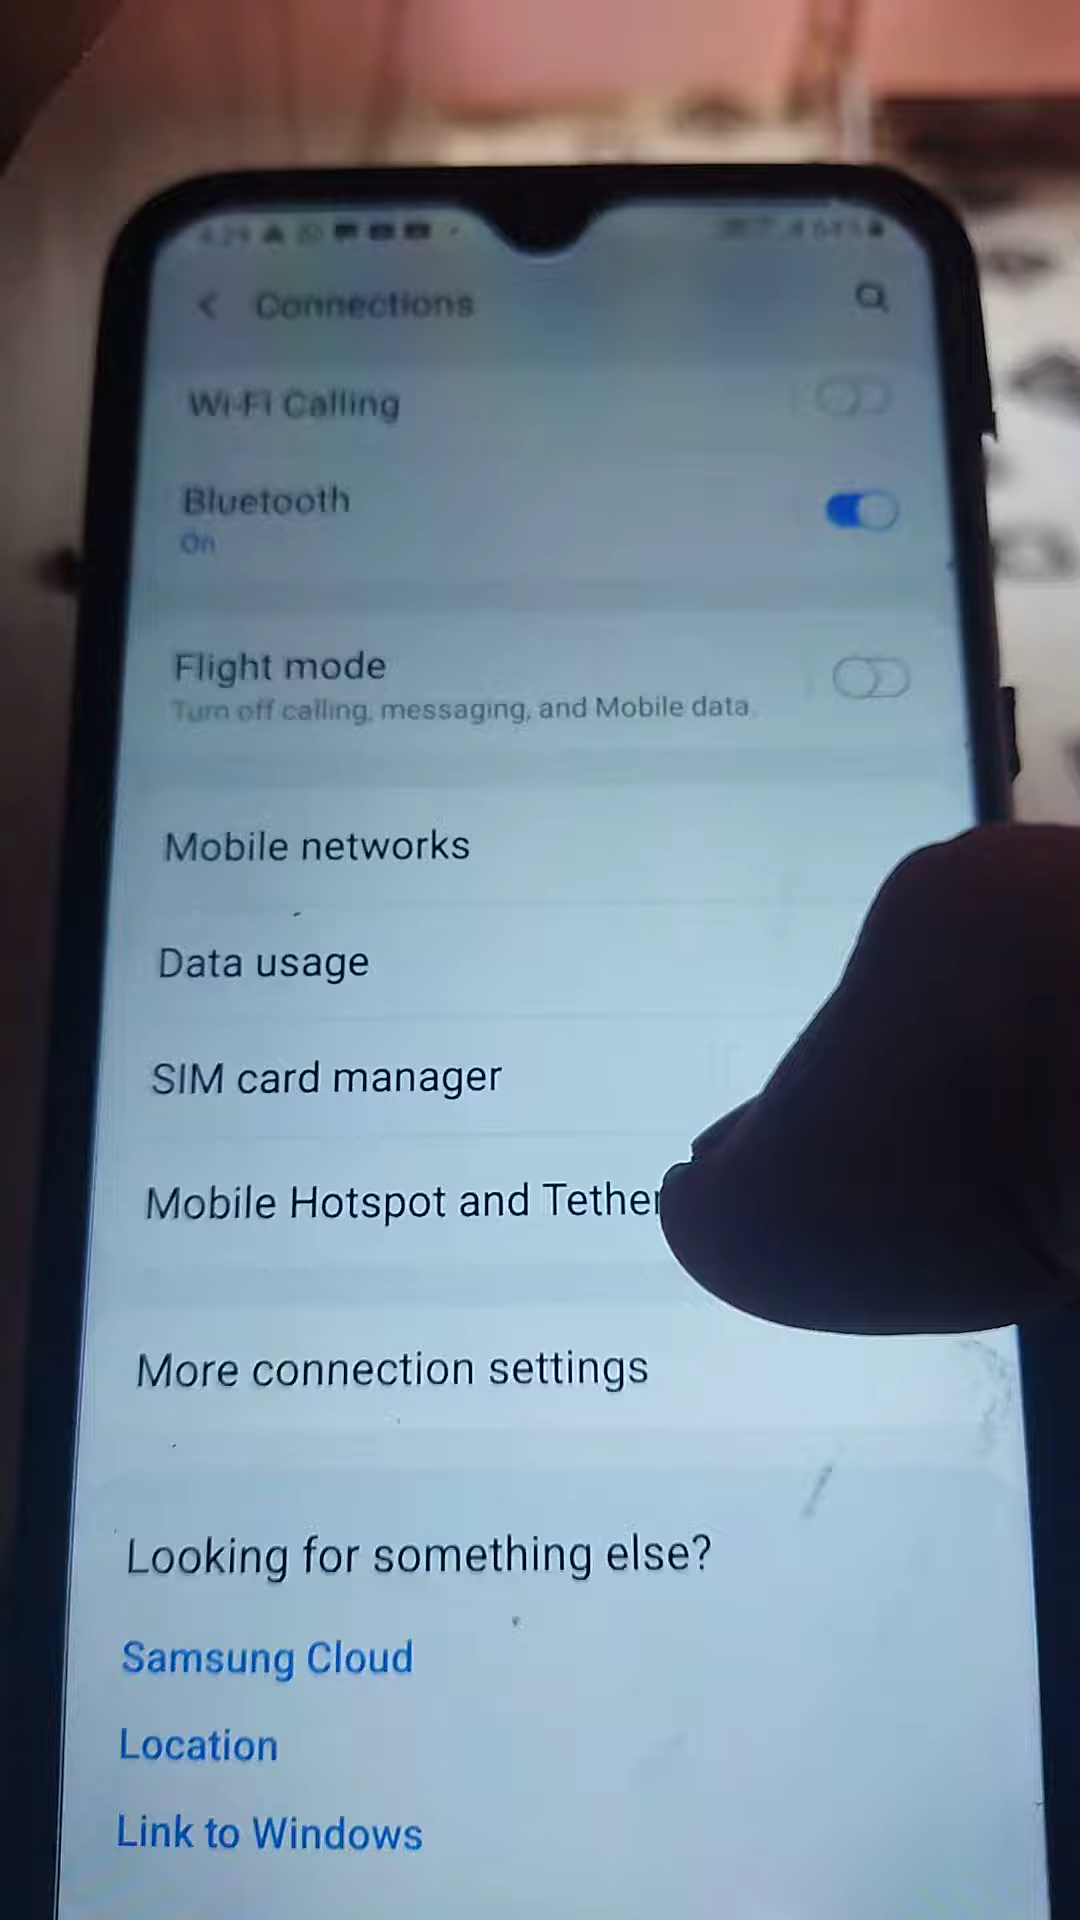 Connections
Wi-Fi Calling
Bluetooth
On
Flight mode
Turn off calling, messaging, and Mobile data.
Mobile networks
Data usage
SIM card manager
Mobile Hotspot and Tether
More connection settings
Looking for something else?
Samsung Cloud
Location
Link to Windows